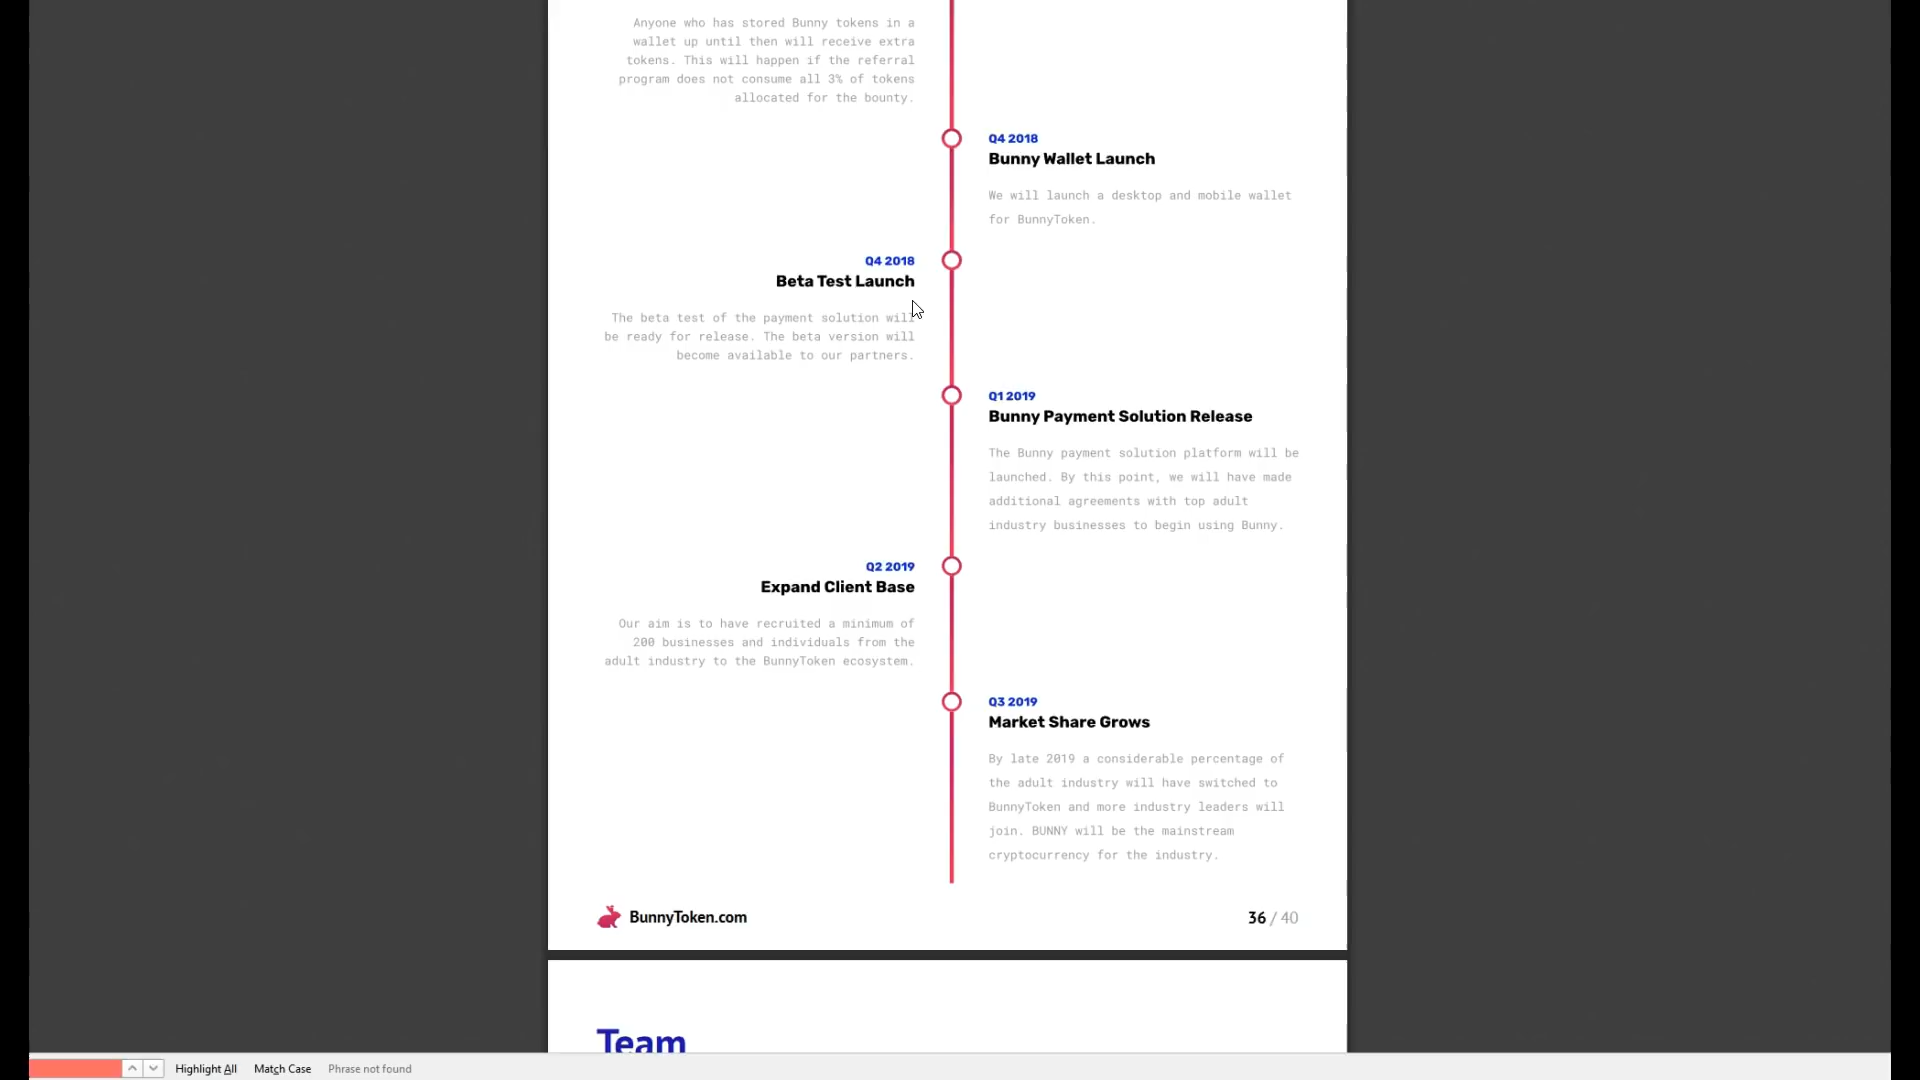 Anyone who has stored Bunny tokens in a
wallet up until then will receive extra
tokens. This will happen if the referral
program does not consume all 3% of tokens
allocated for the bounty.
Q4 2018
Bunny Wallet Launch
We will launch a desktop and mobile wallet
for BunnyToken.
Q4 2018
Beta Test Launch
The beta test of the payment solution will
be ready for release. The beta version will
become available to our partners.
Q1 2019
Bunny Payment Solution Release
The Bunny payment solution platform will be
launched. By this point, we will have made
additional agreements with top adult
industry businesses to begin using Bunny.
Q2 2019
Expand Client Base
Our aim is to have recruited a minimum of
200 businesses and individuals from the
adult industry to the BunnyToken ecosystem.
Q3 2019
Market Share Grows
By late 2019 a considerable percentage of
the adult industry will have switched to
BunnyToken and more industry leaders will
join. BUNNY will be the mainstream
cryptocurrency for the industry.
BunnyToken.com
36 / 40
Team
Highlight All Match Case Phrase not found